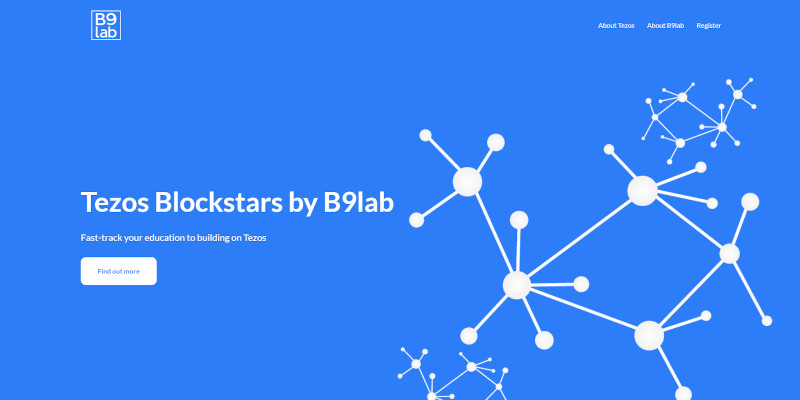 B9
lab
About Tezos
About B9lab
Register
Tezos Blockstars by B9lab
Fast-track your education to building on Tezos
Find out more